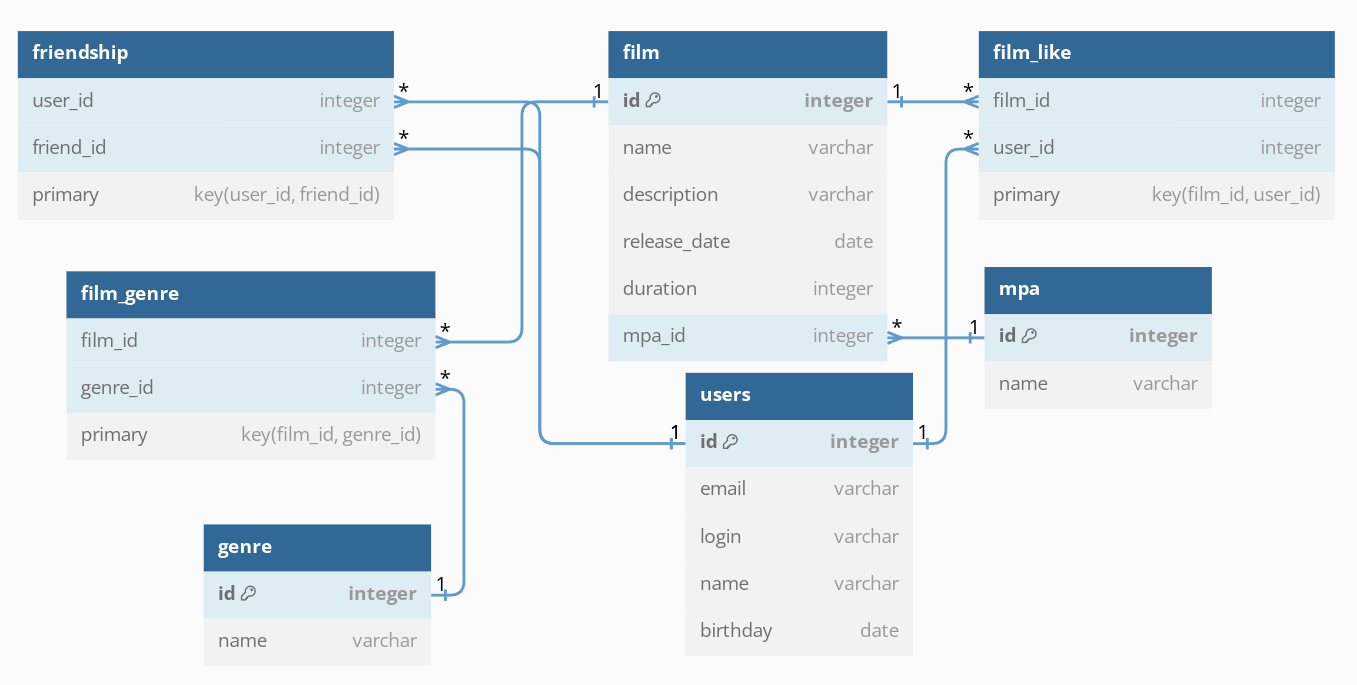 friendship
user_id integer
friend_id integer
primary key(user_id, friend_id)
* *
film
1 id integer 1
name varchar
description varchar
release_date date
duration integer
mpa_id integer *
film_like
* film_id integer
* user_id integer
primary key(film_id, user_id)
film_genre
film_id integer *
genre_id integer *
primary key(film_id, genre_id)
mpa
1 id integer
name varchar
users
1 id integer 1
email varchar
login varchar
name varchar
birthday date
genre
id integer 1
name varchar